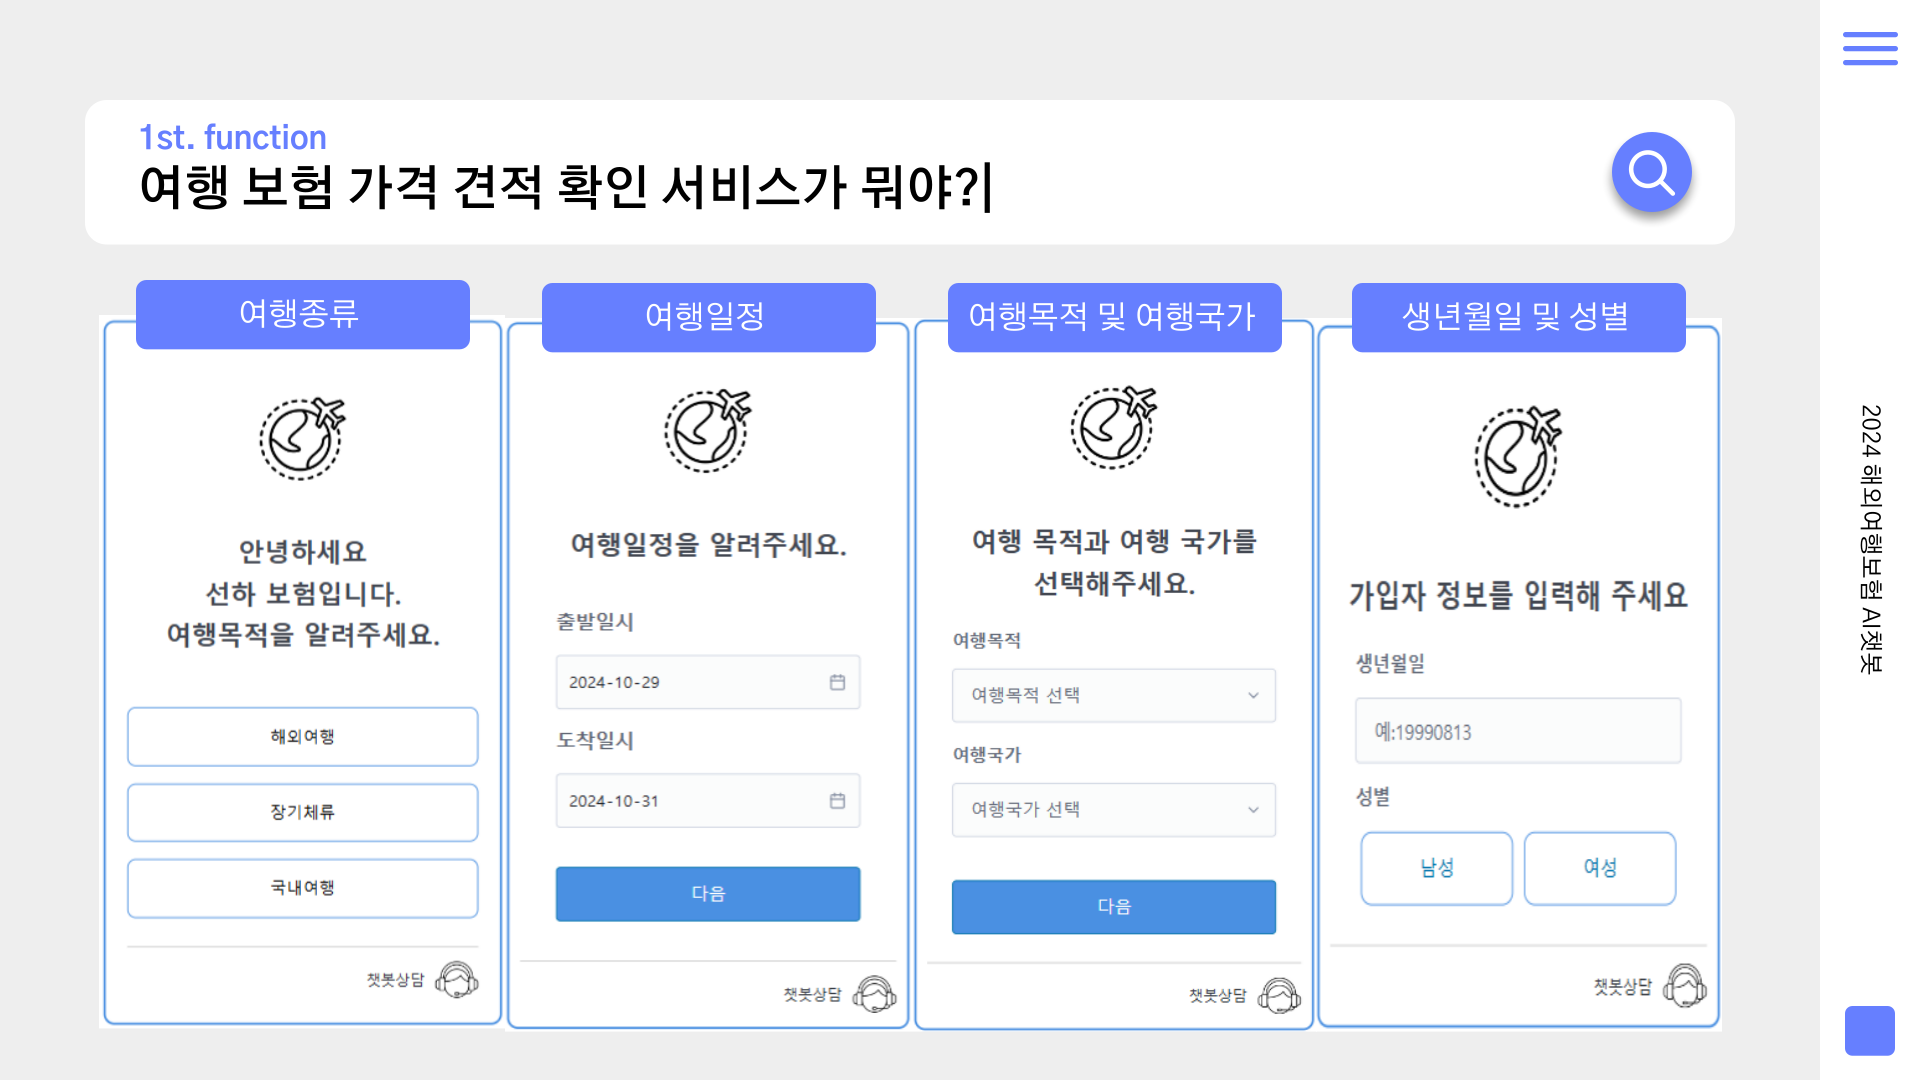 1st. function
여행 보험 가격 견적 확인 서비스가 뭐야?|
여행종류
안녕하세요
선하 보험입니다.
여행목적을 알려주세요.
해외여행
장기체류
국내여행
챗봇상담
여행일정
여행일정을 알려주세요.
출발일시
2024-10-29
도착일시
2024-10-31
다음
챗봇상담
여행목적 및 여행국가
여행 목적과 여행 국가를
선택해주세요.
여행목적
여행목적 선택
여행국가
여행국가 선택
다음
챗봇상담
생년월일 및 성별
가입자 정보를 입력해 주세요
생년월일
예:19990813
성별
남성
여성
챗봇상담
2024 해외여행보험 AI챗봇